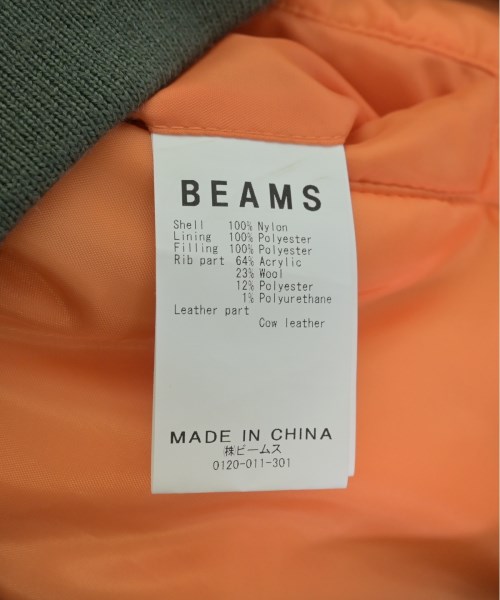 BEAMS
Shell 100% Nylon
Lining 100% Polyester
Filling 100% Polyester
Rib part 64% Acrylic
23% Wool
12% Polyester
1% Polyurethane
Leather part
Cow leather
MADE IN CHINA
㈱ビームス
0120-011-301